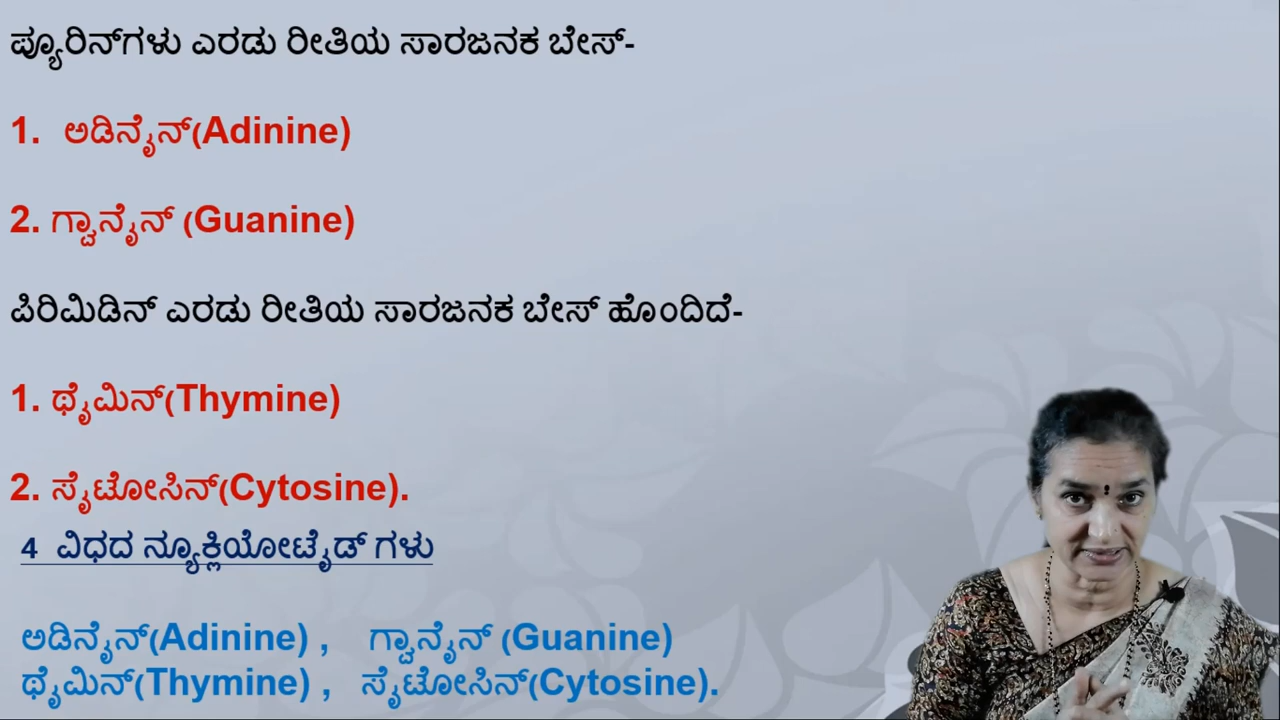 ಪ್ಯೂರಿನ್‌ಗಳು ಎರಡು ರೀತಿಯ ಸಾರಜನಕ ಬೇಸ್-
1. ಅಡಿನೈನ್(Adinine)
2. ಗ್ವಾನೈನ್ (Guanine)
ಪಿರಿಮಿಡಿನ್ ಎರಡು ರೀತಿಯ ಸಾರಜನಕ ಬೇಸ್ ಹೊಂದಿದೆ-
1. ಥೈಮಿನ್(Thymine)
2. ಸೈಟೋಸಿನ್(Cytosine).
4 ವಿಧದ ನ್ಯೂಕ್ಲಿಯೋಟೈಡ್ ಗಳು
ಅಡಿನೈನ್(Adinine) , ಗ್ವಾನೈನ್ (Guanine)
ಥೈಮಿನ್(Thymine) , ಸೈಟೋಸಿನ್(Cytosine).